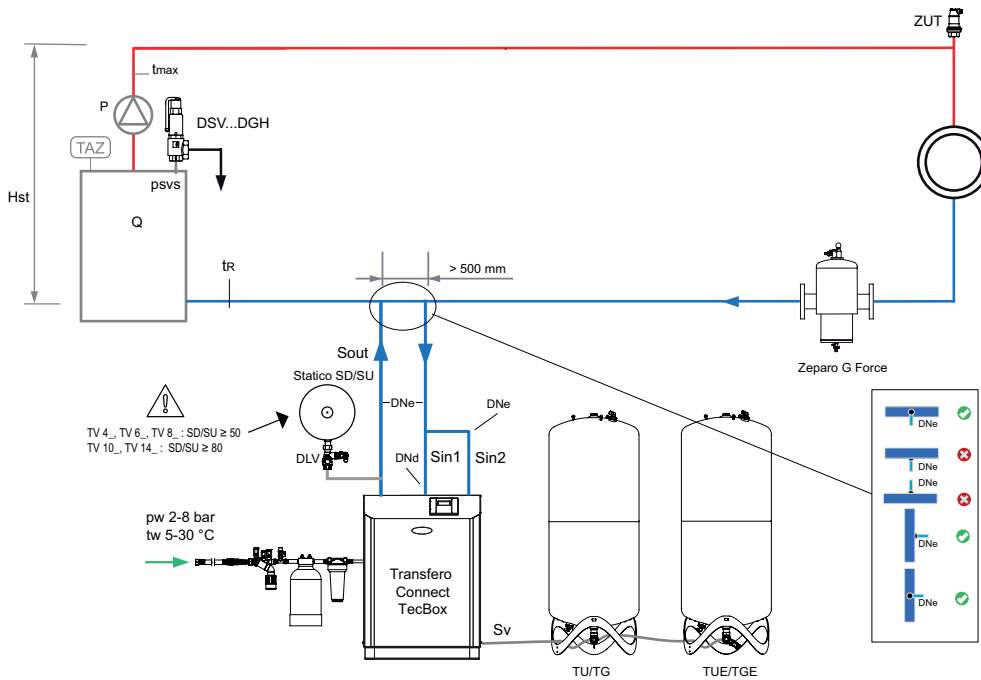 ZUT
tmax
P
DSV...DGH
TAZ
psvs
Hst
Q
tR
> 500 mm
Zeparo G Force
Sout
Statico SD/SU
DNe
DNe
TV 4_, TV 6_, TV 8_ : SD/SU ≥ 50
TV 10_, TV 14_ : SD/SU ≥ 80
DLV
DNd
Sin1
Sin2
pw 2-8 bar
tw 5-30 °C
Transfero
Connect
TecBox
Sv
TU/TG
TUE/TGE
DNe
DNe
DNe
DNe
DNe